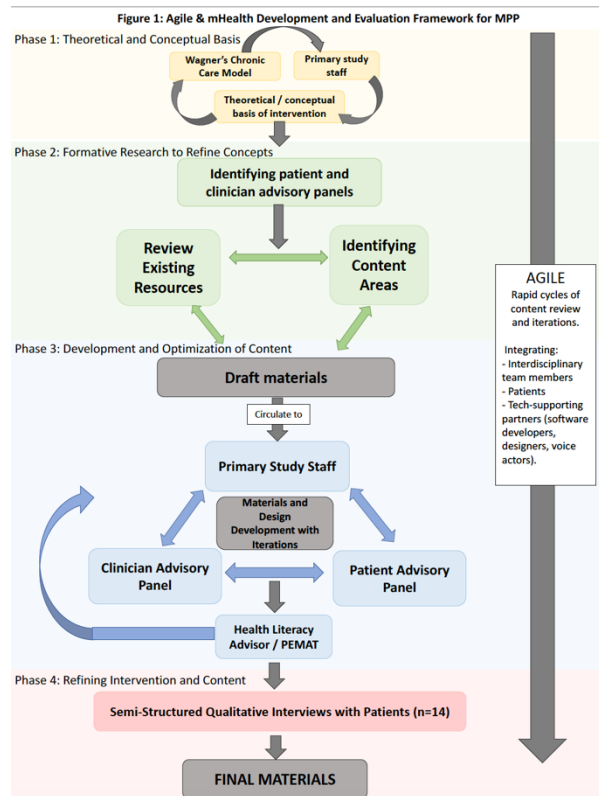 Figure 1: Agile & mHealth Development and Evaluation Framework for MPP
Phase 1: Theoretical and Conceptual Basis
Wagner's Chronic
Care Model
Primary study
staff
Theoretical / conceptual
basis of intervention
Phase 2: Formative Research to Refine Concepts
Identifying patient and
clinician advisory panels
Review
Existing
Resources
Identifying
Content
Areas
AGILE
Rapid cycles of
content review
and iterations.
Integrating:
- Interdisciplinary
team members
- Patients
- Tech-supporting
partners (software
developers,
designers, voice
actors).
Phase 3: Development and Optimization of Content
Draft materials
Circulate to
Primary Study Staff
Materials and
Design
Development with
Iterations
Clinician Advisory
Panel
Patient Advisory
Panel
Health Literacy
Advisor / PEMAT
Phase 4: Refining Intervention and Content
Semi-Structured Qualitative Interviews with Patients (n=14)
FINAL MATERIALS